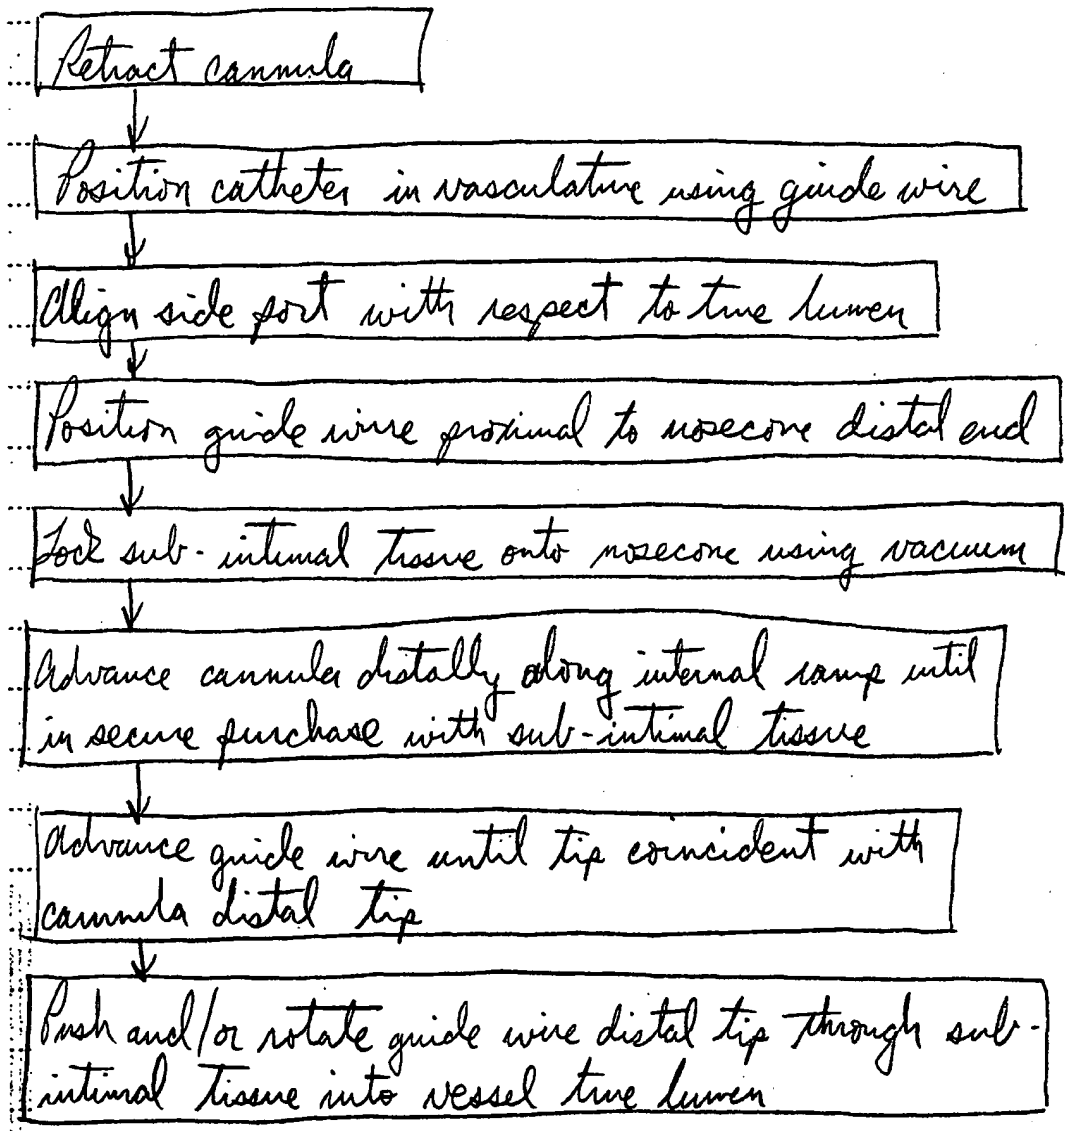 Retract cannula
Position catheter in vasculature using guide wire
Align side port with respect to true lumen
Position guide wire proximal to nosecone distal end
Lock sub-intimal tissue onto nosecone using vacuum
Advance cannula distally along internal ramp until
in secure purchase with sub-intimal tissue
Advance guide wire until tip coincident with
cannula distal tip
Push and/or rotate guide wire distal tip through sub-
intimal tissue into vessel true lumen